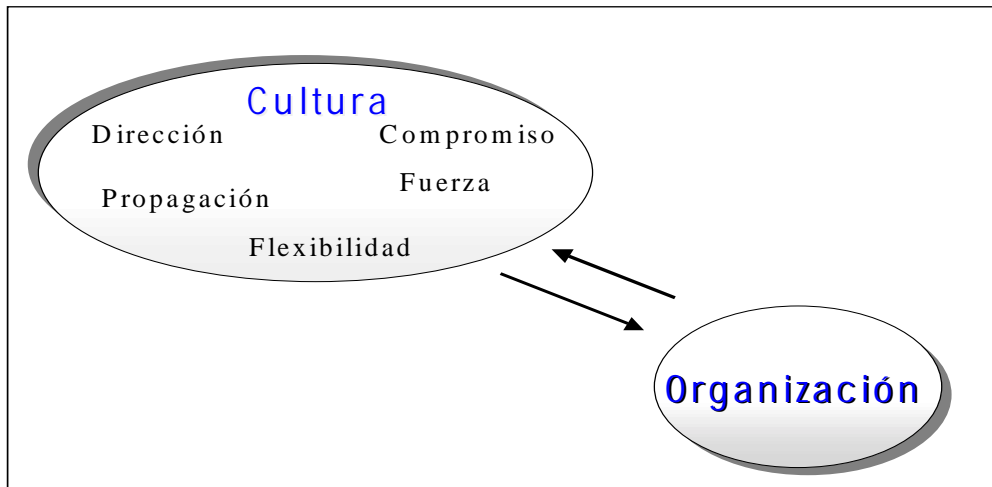 Cultura
Dirección
Compromiso
Propagación
Fuerza
Flexibilidad
Organización